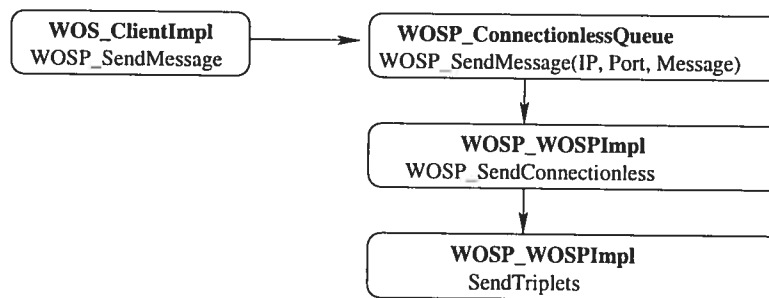 WOS_ClientImpl
WOSP_SendMessage
WOSP_ConnectionlessQueue
WOSP_SendMessage(IP, Port, Message)
WOSP_WOSPImpl
WOSP_SendConnectionless
WOSP_WOSPImpl
SendTriplets